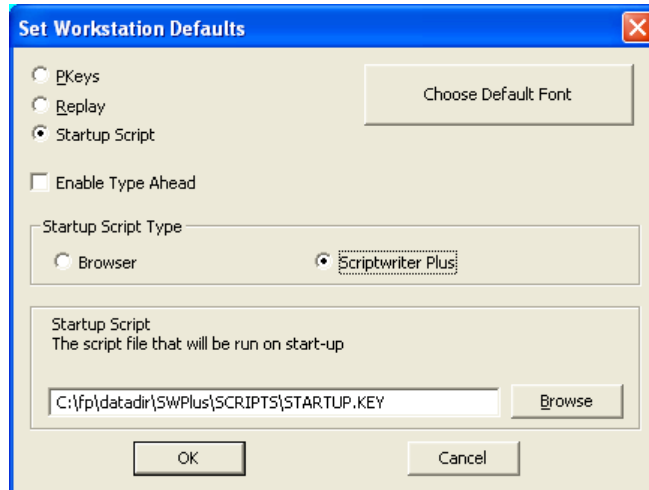 Set Workstation Defaults
PKeys
Replay
Startup Script
Choose Default Font
Enable Type Ahead
Startup Script Type
Browser
Scriptwriter Plus
Startup Script
The script file that will be run on start-up
C:\fp\datadir\SWPlus\SCRIPTS\STARTUP.KEY
Browse
OK
Cancel